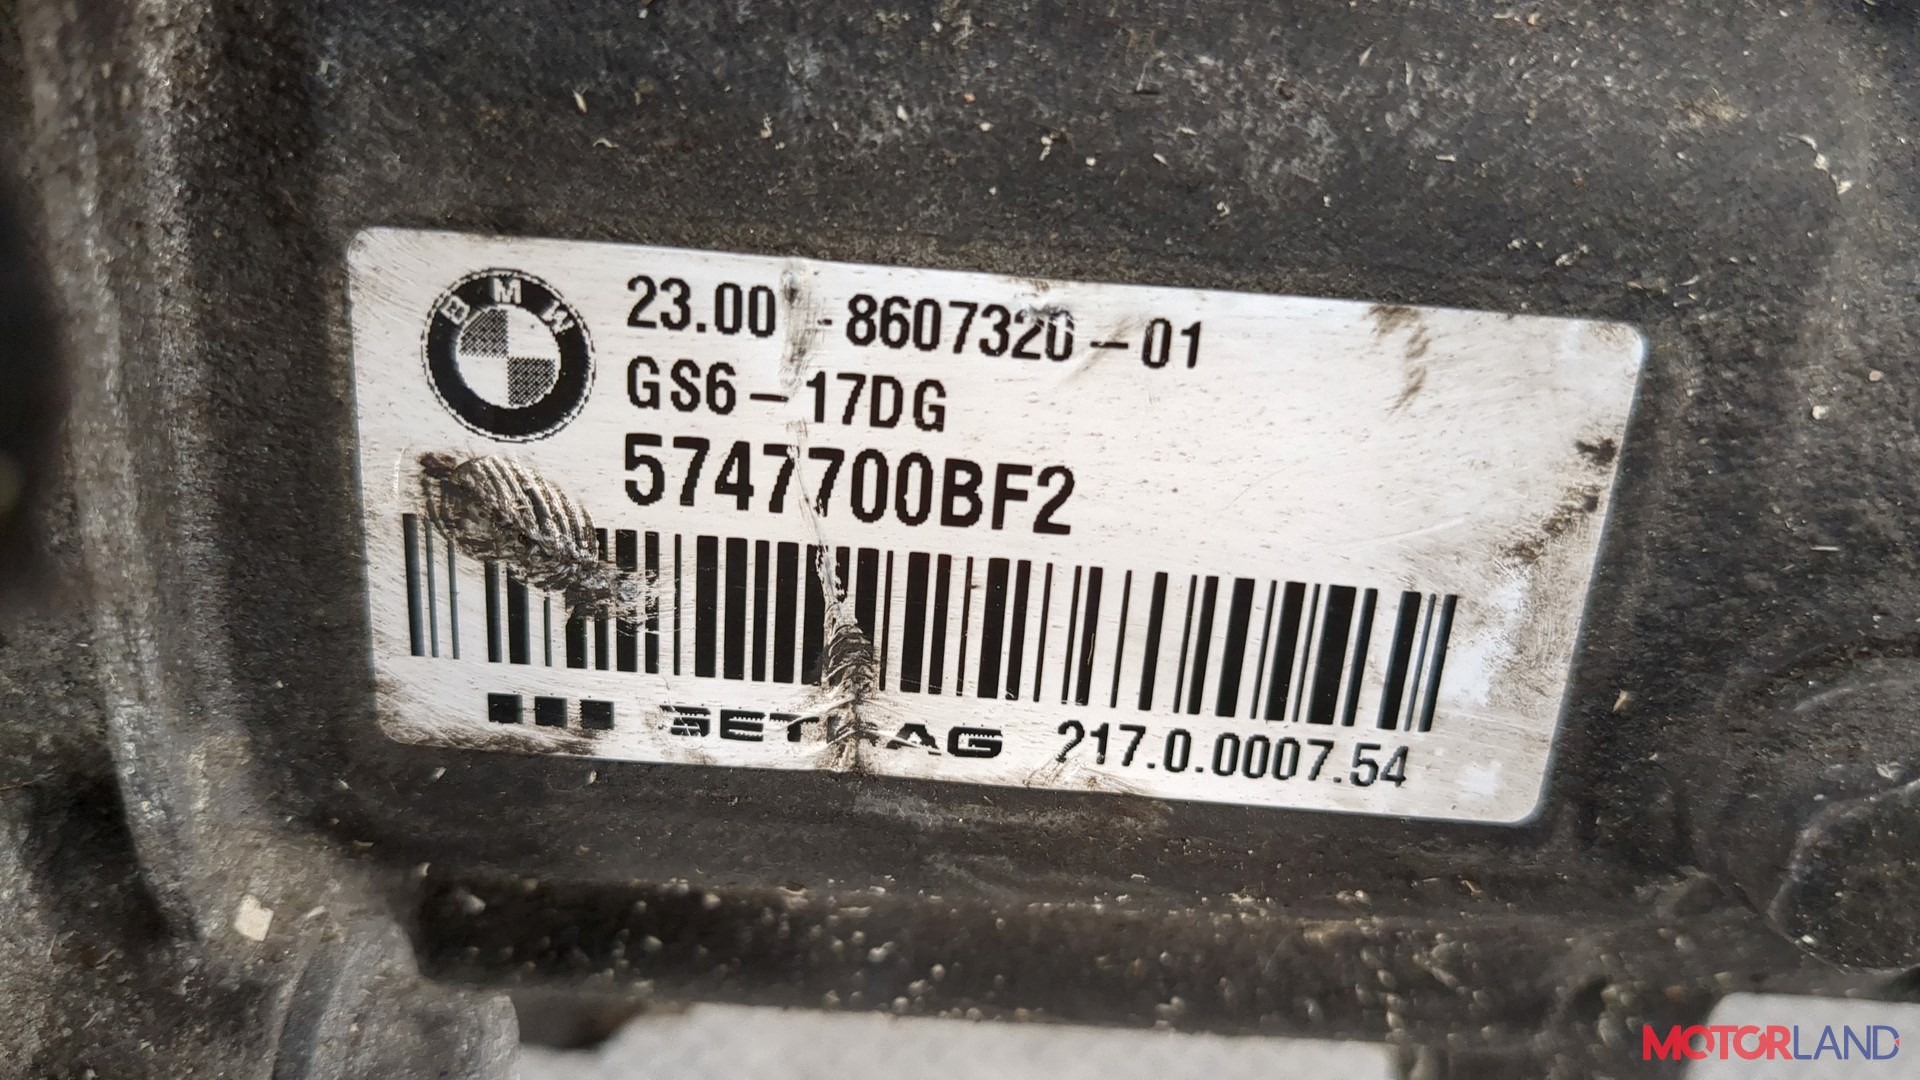 BMW
23.00 -8607320-01
GS6-17DG
5747700BF2
GETRAG 217.0.0007.54
MOTORLAND